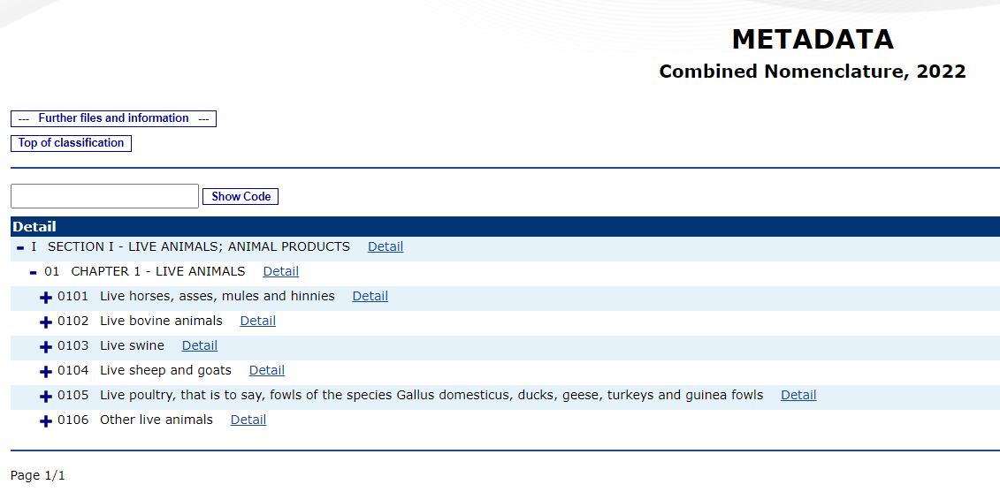 METADATA
Combined Nomenclature, 2022
--- Further files and information ---
Top of classification
Show Code
Detail
I SECTION I - LIVE ANIMALS; ANIMAL PRODUCTS Detail
01 CHAPTER 1 - LIVE ANIMALS Detail
0101 Live horses, asses, mules and hinnies Detail
0102 Live bovine animals Detail
0103 Live swine Detail
0104 Live sheep and goats Detail
0105 Live poultry, that is to say, fowls of the species Gallus domesticus, ducks, geese, turkeys and guinea fowls Detail
0106 Other live animals Detail
Page 1/1